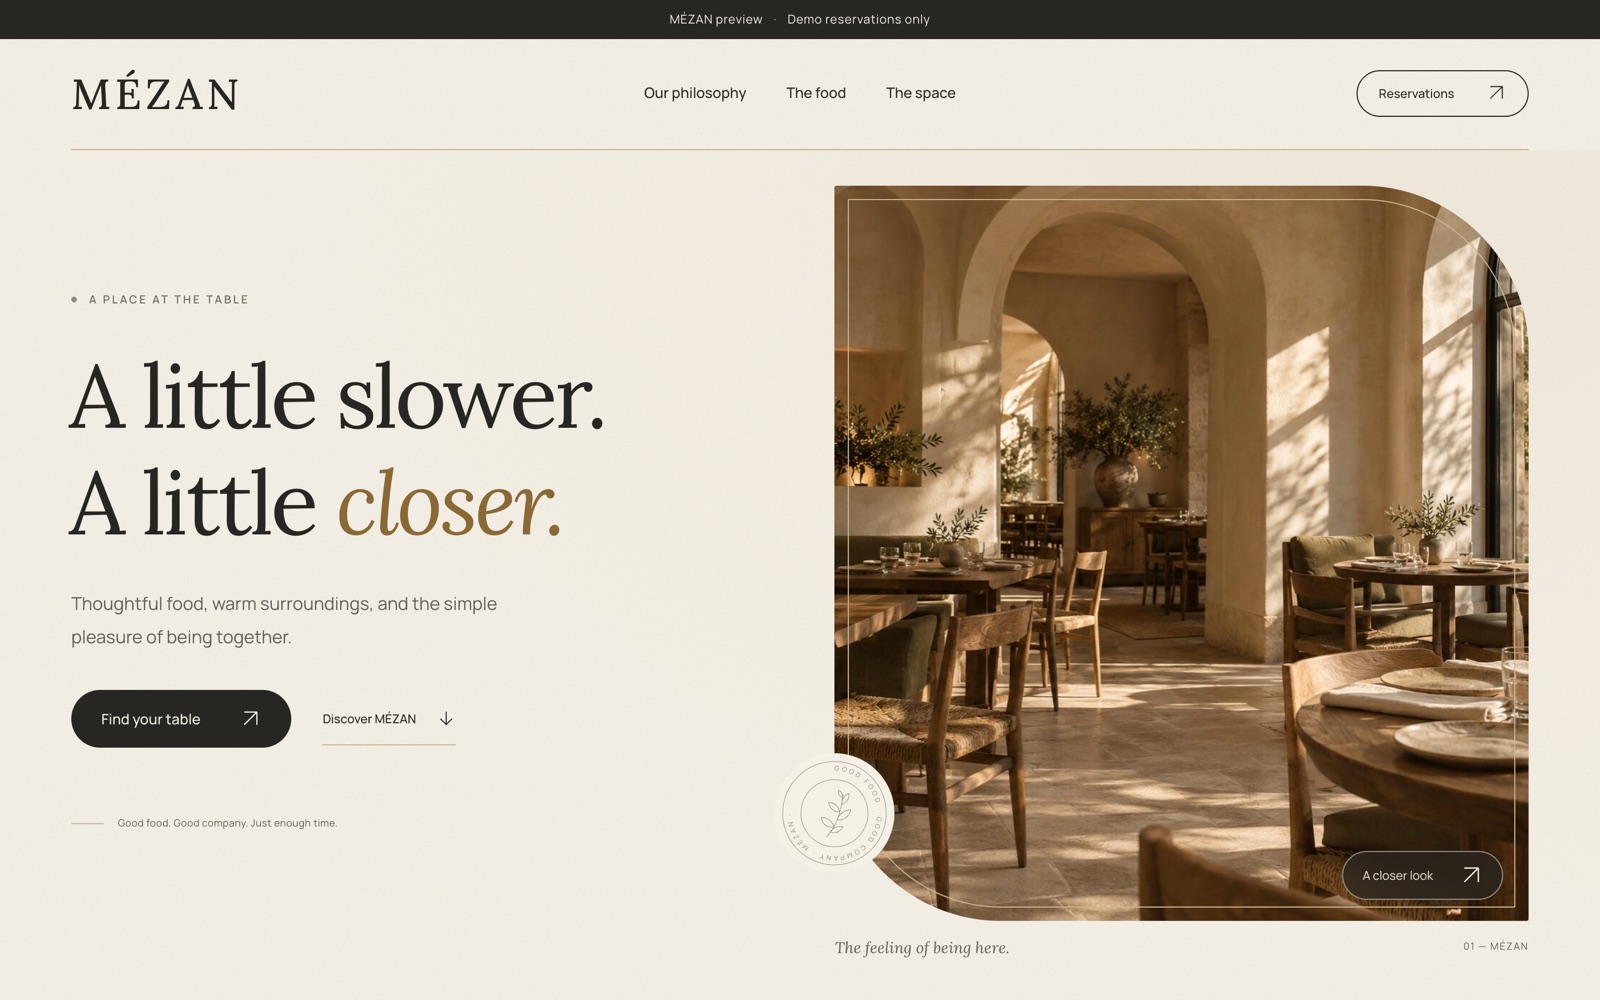 MÉZAN preview · Demo reservations only
MÉZAN
Our philosophy
The food
The space
Reservations
A PLACE AT THE TABLE
A little slower.
A little closer.
Thoughtful food, warm surroundings, and the simple
pleasure of being together.
Find your table
Discover MÉZAN
Good food. Good company. Just enough time.
GOOD FOOD · GOOD COMPANY · MÉZAN ·
A closer look
The feeling of being here.
01 — MÉZAN